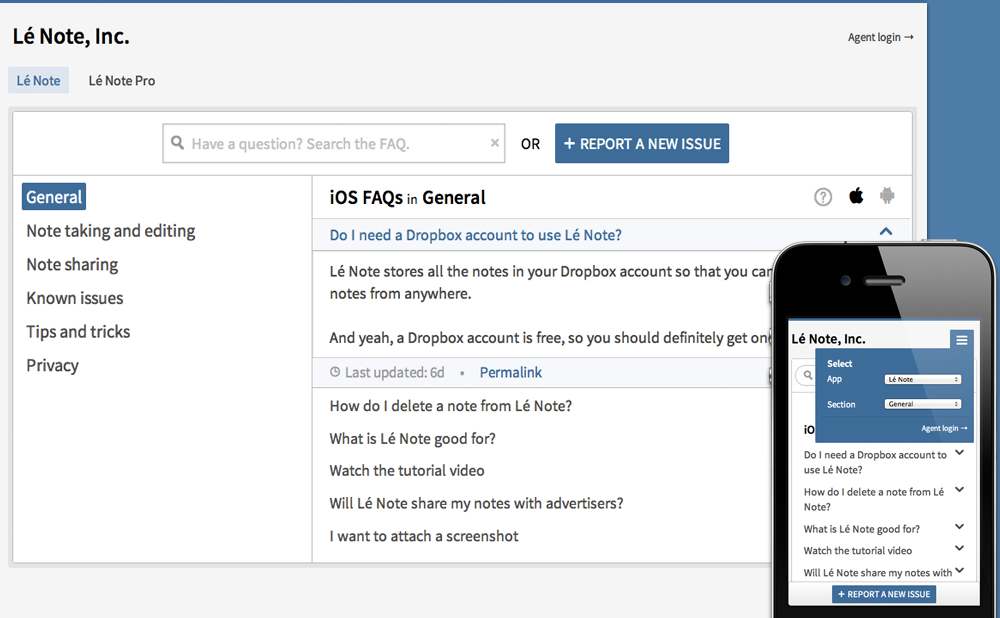 Lé Note, Inc.
Agent login →
Lé Note
Lé Note Pro
Have a question? Search the FAQ.
OR
+ REPORT A NEW ISSUE
General
Note taking and editing
Note sharing
Known issues
Tips and tricks
Privacy
iOS FAQs in General
Do I need a Dropbox account to use Lé Note?
Lé Note stores all the notes in your Dropbox account so that you can
notes from anywhere.
And yeah, a Dropbox account is free, so you should definitely get one
Last updated: 6d • Permalink
How do I delete a note from Lé Note?
What is Lé Note good for?
Watch the tutorial video
Will Lé Note share my notes with advertisers?
I want to attach a screenshot
Lé Note, Inc.
Select
App Lé Note
Section General
Agent login →
iO
Do I need a Dropbox account to
use Lé Note?
How do I delete a note from Lé
Note?
What is Lé Note good for?
Watch the tutorial video
Will Lé Note share my notes with
+ REPORT A NEW ISSUE